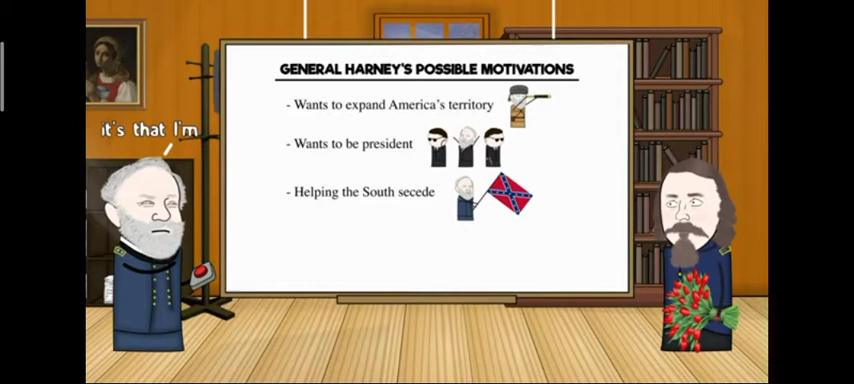 GENERAL HARNEY'S POSSIBLE MOTIVATIONS
- Wants to expand America's territory
it's that I'm
- Wants to be president
- Helping the South secede